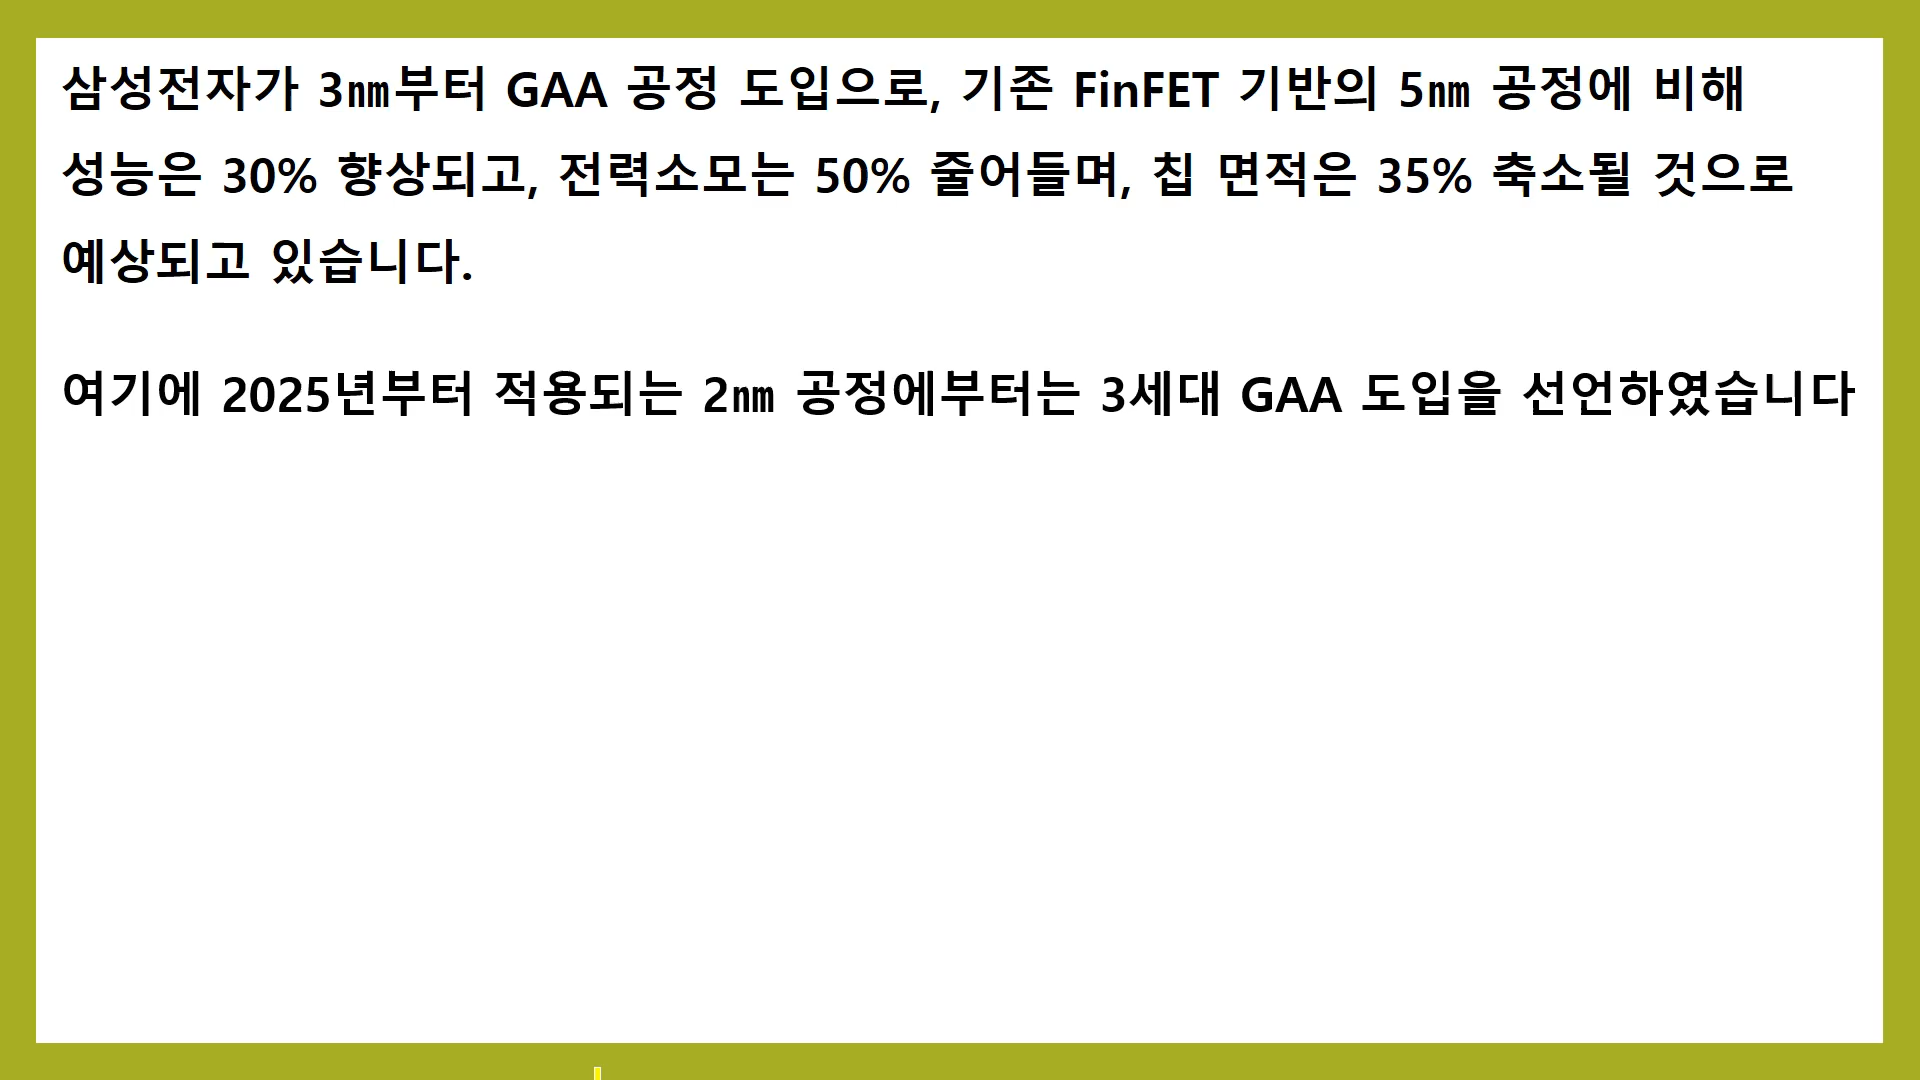 삼성전자가 3㎚부터 GAA 공정 도입으로, 기존 FinFET 기반의 5㎚ 공정에 비해
성능은 30% 향상되고, 전력소모는 50% 줄어들며, 칩 면적은 35% 축소될 것으로
예상되고 있습니다.
여기에 2025년부터 적용되는 2㎚ 공정에부터는 3세대 GAA 도입을 선언하였습니다